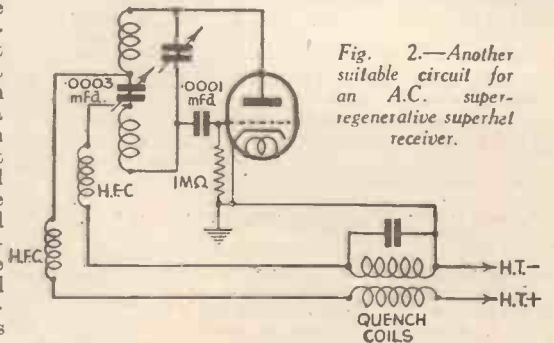 Fig. 2.—Another
suitable circuit for
an A.C. super-
regenerative superhet
receiver.
.0003
mfd.
.0001
mfd
H.F.C
1MΩ
H.F.C.
H.T.-
H.T.+
QUENCH
COILS